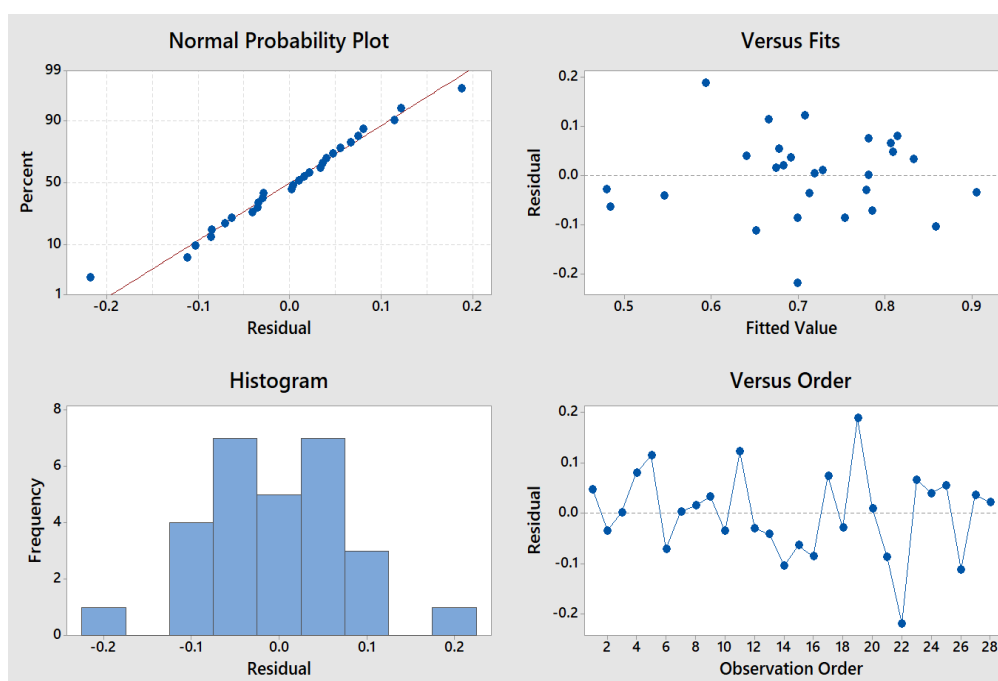 Normal Probability Plot
99
90
50
10
1
Percent
-0.2 -0.1 0.0 0.1 0.2
Residual
Versus Fits
0.2
0.1
0.0
-0.1
-0.2
Residual
0.5 0.6 0.7 0.8 0.9
Fitted Value
Histogram
8
6
4
2
0
Frequency
-0.2 -0.1 0.0 0.1 0.2
Residual
Versus Order
0.2
0.1
0.0
-0.1
-0.2
Residual
2 4 6 8 10 12 14 16 18 20 22 24 26 28
Observation Order